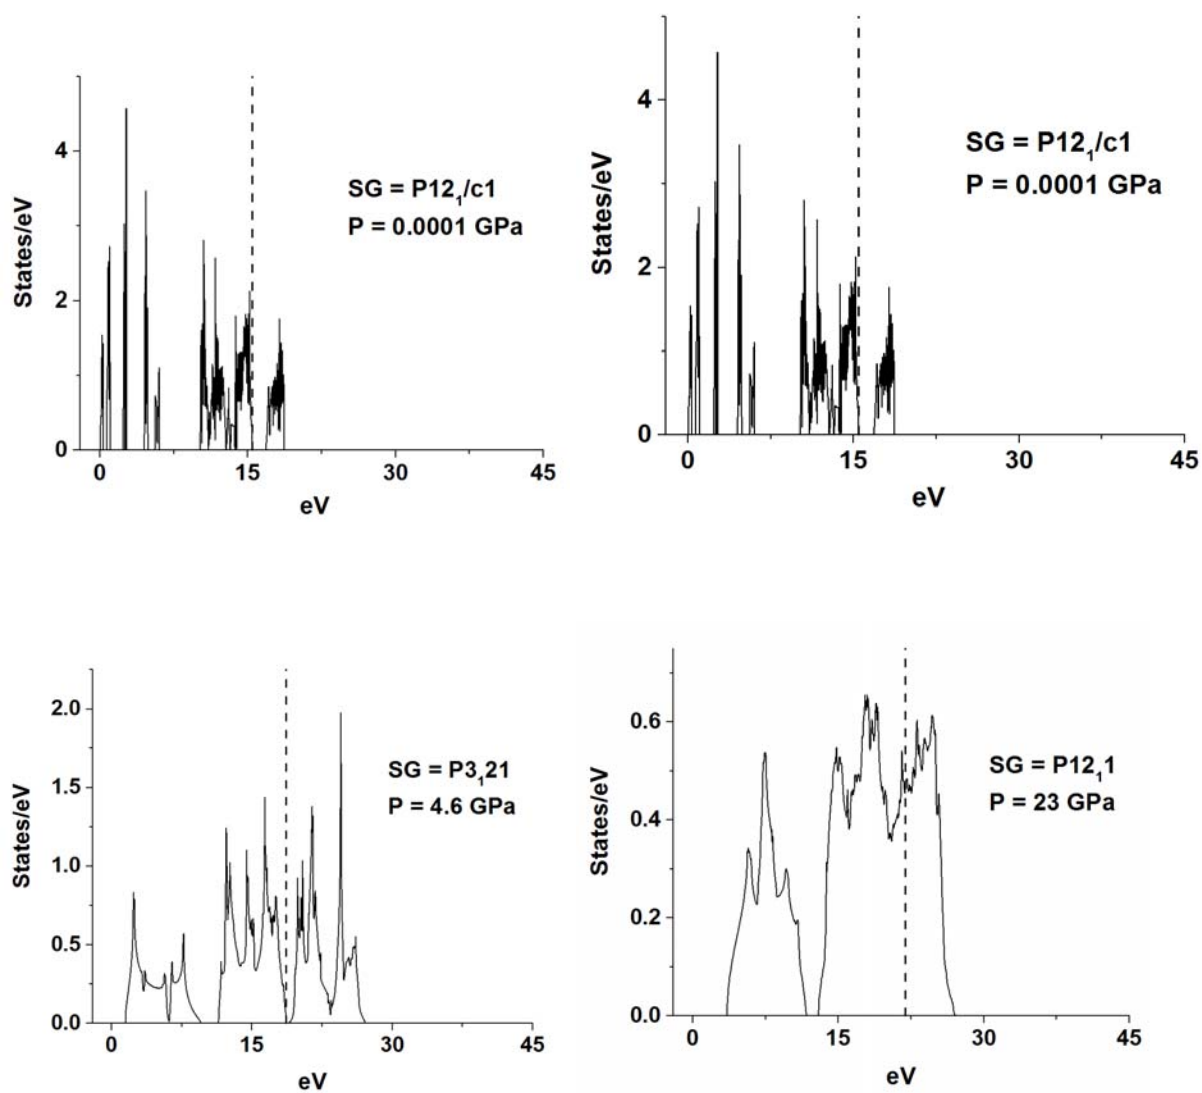 States/eV
4
2
0
SG = P12₁/c1
P = 0.0001 GPa
0
15
30
45
eV
States/eV
4
2
0
SG = P12₁/c1
P = 0.0001 GPa
0
15
30
45
eV
States/eV
2.0
1.5
1.0
0.5
0.0
SG = P3₁21
P = 4.6 GPa
0
15
30
45
eV
States/eV
0.6
0.4
0.2
0.0
SG = P12₁1
P = 23 GPa
0
15
30
45
eV